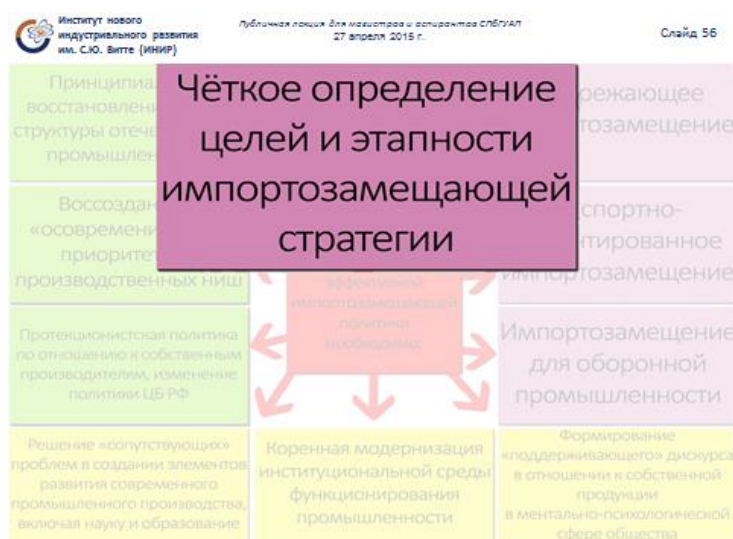 Институт нового
индустриального развития
им. С.Ю. Витте (ИНИР)
Публичная лекция для магистров и аспирантов СПбГУАП
27 апреля 2015 г.
Слайд 56
Чёткое определение
целей и этапности
импортозамещающей
стратегии
Принципиа
восстановлени
структуры отече
промышлен
режающее
тозамещение
Воссоздан
«осовремени
приоритет
производственных ниш
спортно-
нтированное
импортозамещение
эффективной
импортозамещающей
политики
необходимо:
Протекционистская политика
по отношению к собственным
производителям, изменение
политики ЦБ РФ
Импортозамещение
для оборонной
промышленности
Решение «сопутствующих»
проблем в создании элементов
развития современного
промышленного производства,
включая науку и образование
Коренная модернизация
институциональной среды
функционирования
промышленности
Формирование
«поддерживающего» дискурса
в отношении к собственной
продукции
в ментально-психологической
сфере общества